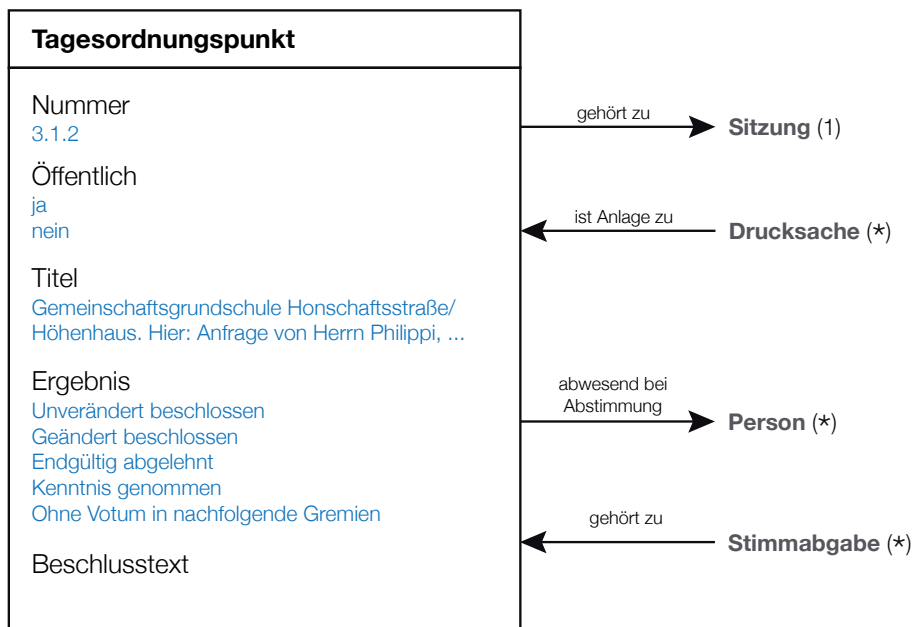 Tagesordnungspunkt
Nummer
3.1.2
Öffentlich
ja
nein
Titel
Gemeinschaftsgrundschule Honschaftsstraße/
Höhenhaus. Hier: Anfrage von Herrn Philippi, ...
Ergebnis
Unverändert beschlossen
Geändert beschlossen
Endgültig abgelehnt
Kenntnis genommen
Ohne Votum in nachfolgende Gremien
Beschlusstext
gehört zu
Sitzung (1)
ist Anlage zu
Drucksache (*)
abwesend bei
Abstimmung
Person (*)
gehört zu
Stimmabgabe (*)